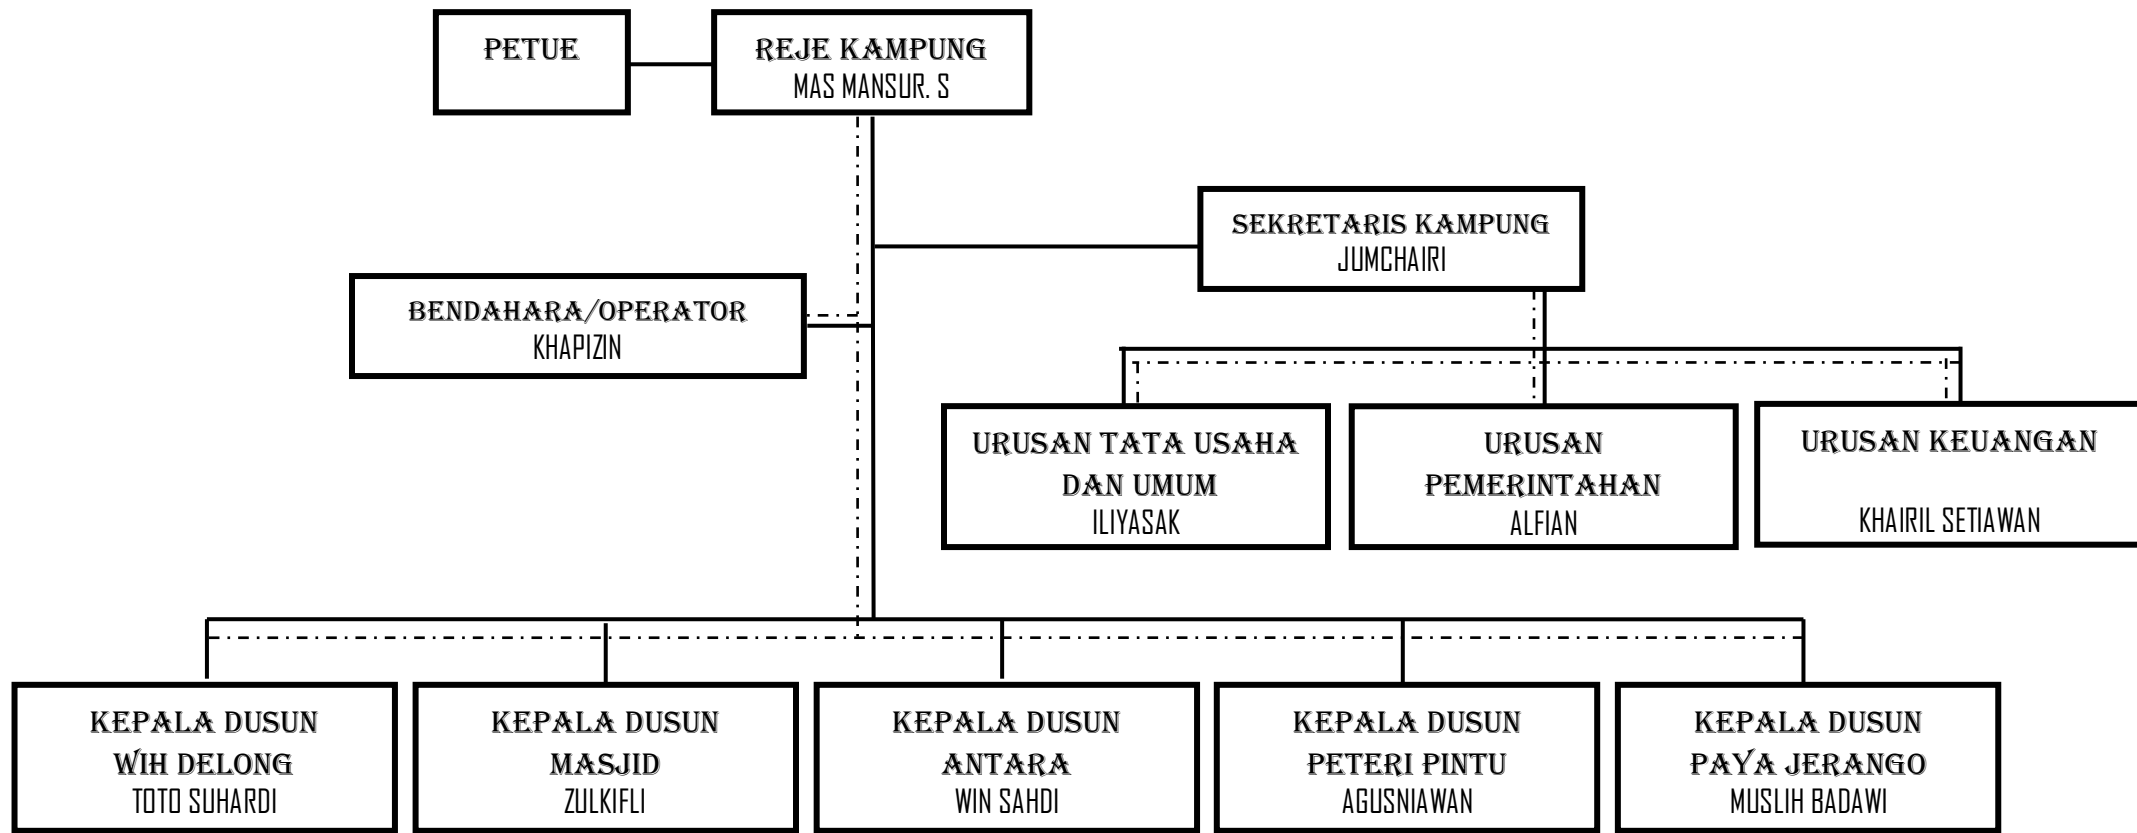 PETUE
REJE KAMPUNG
MAS MANSUR. S
SEKRETARIS KAMPUNG
JUMCHAIRI
BENDAHARA/OPERATOR
KHAPIZIN
URUSAN TATA USAHA
DAN UMUM
ILIYASAK
URUSAN
PEMERINTAHAN
ALFIAN
URUSAN KEUANGAN
KHAIRIL SETIAWAN
KEPALA DUSUN
WIH DELONG
TOTO SUHARDI
KEPALA DUSUN
MASJID
ZULKIFLI
KEPALA DUSUN
ANTARA
WIN SAHDI
KEPALA DUSUN
PETERI PINTU
AGUSNIAWAN
KEPALA DUSUN
PAYA JERANGO
MUSLIH BADAWI